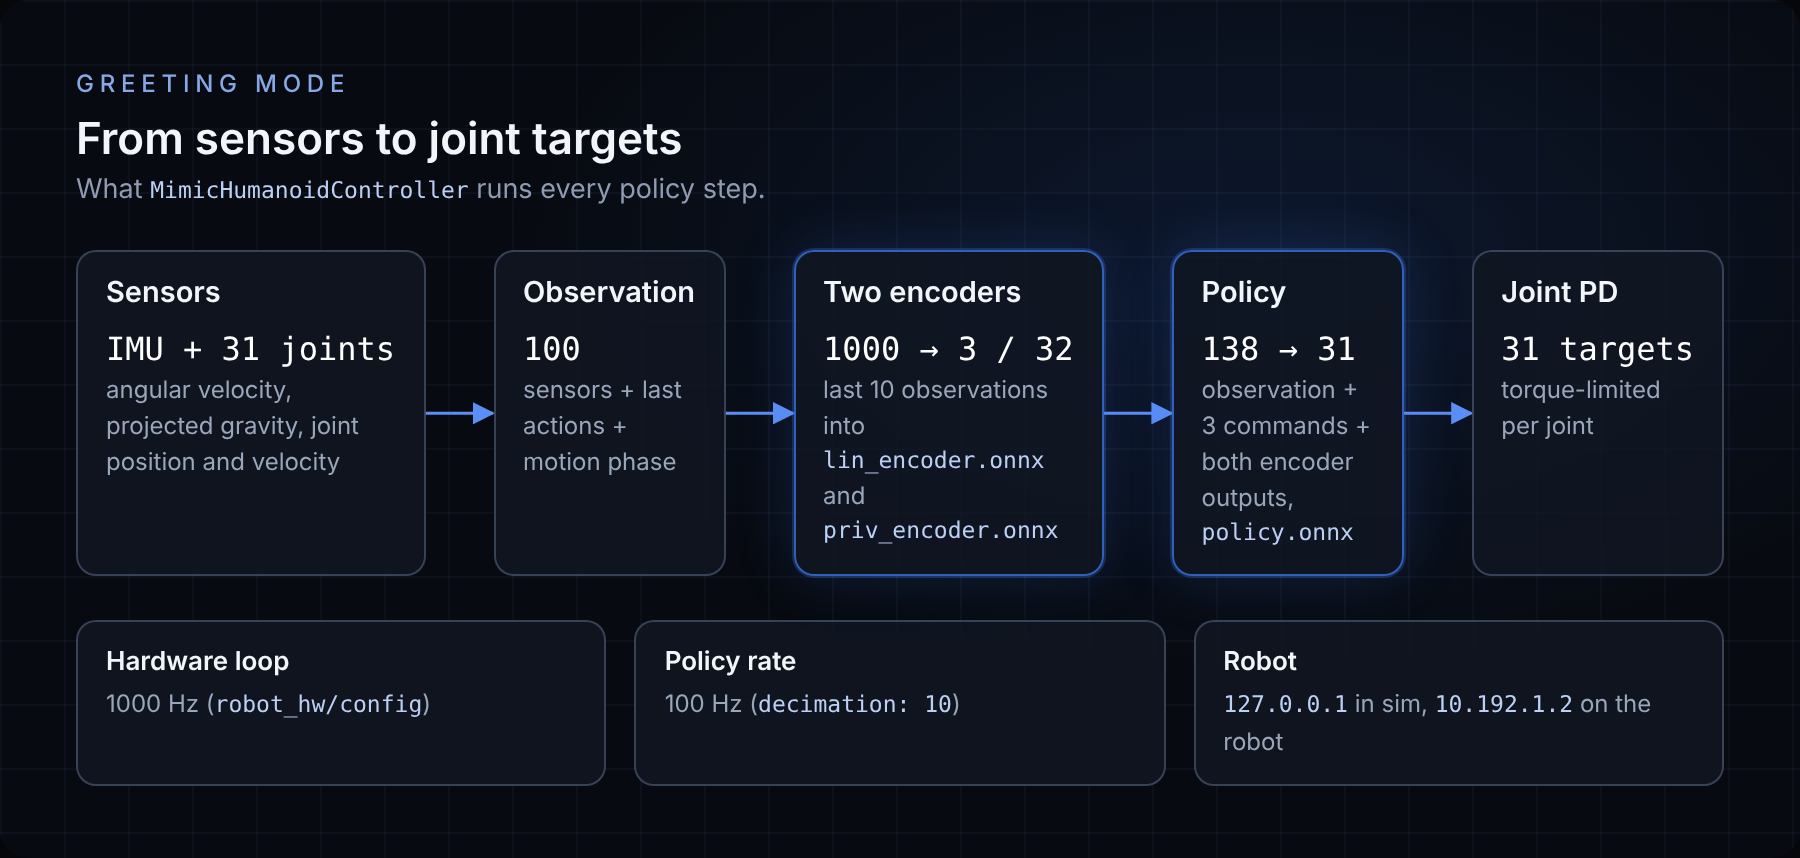 GREETING MODE
From sensors to joint targets
What MimicHumanoidController runs every policy step.
Sensors
IMU + 31 joints
angular velocity,
projected gravity, joint
position and velocity
Observation
100
sensors + last
actions +
motion phase
Two encoders
1000 → 3 / 32
last 10 observations
into
lin_encoder.onnx
and
priv_encoder.onnx
Policy
138 → 31
observation +
3 commands +
both encoder
outputs,
policy.onnx
Joint PD
31 targets
torque-limited
per joint
Hardware loop
1000 Hz (robot_hw/config)
Policy rate
100 Hz (decimation: 10)
Robot
127.0.0.1 in sim, 10.192.1.2 on the
robot